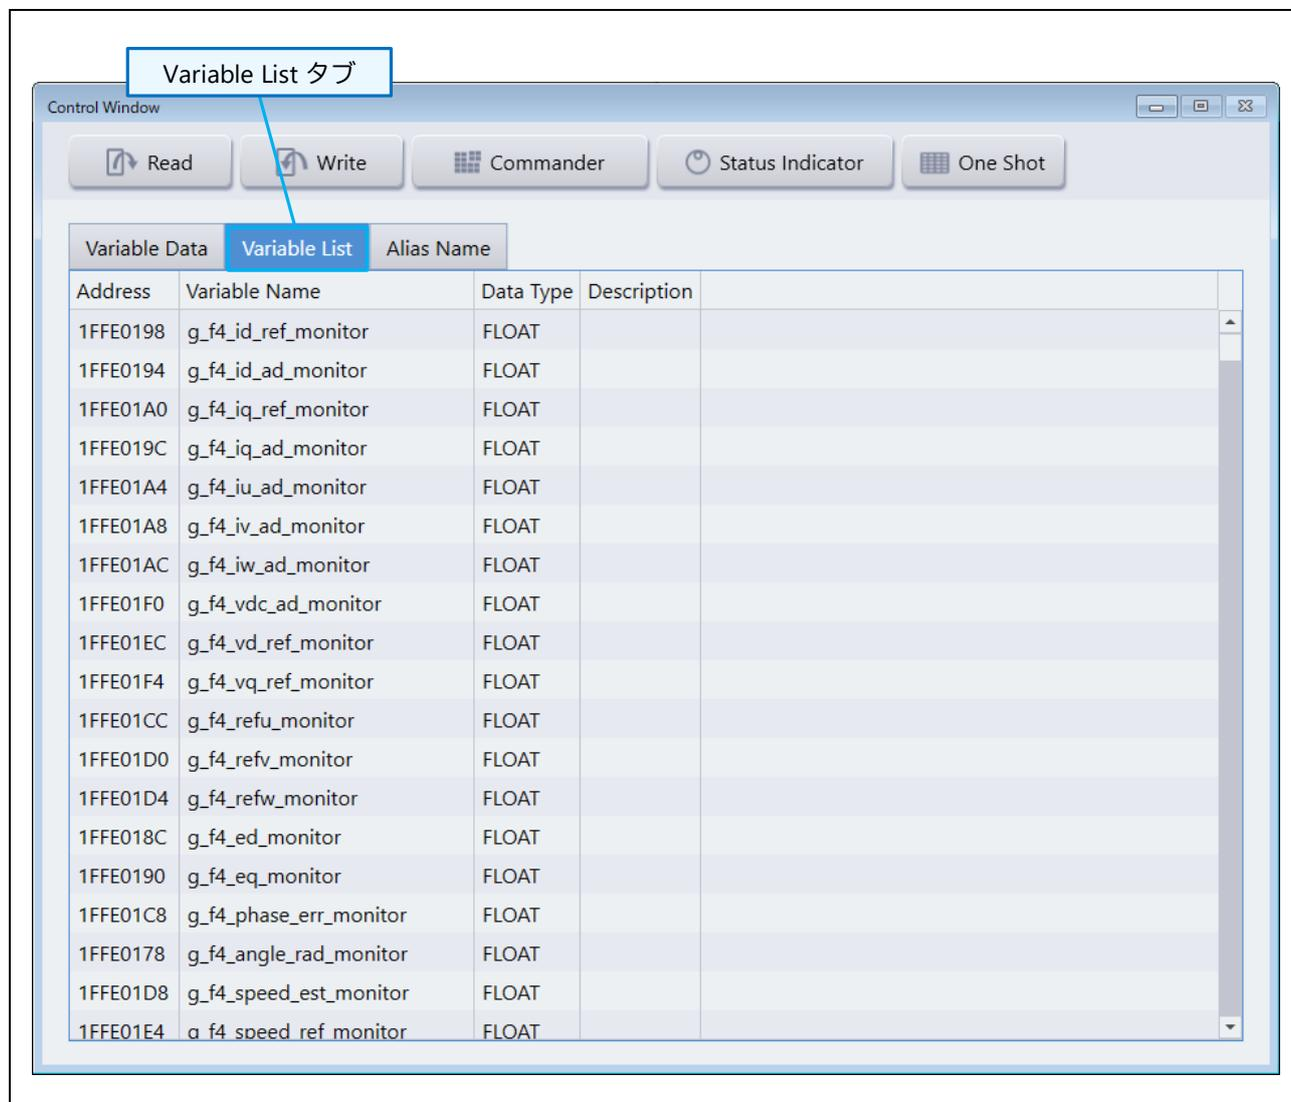 Variable List タブ
Control Window
Read Write Commander Status Indicator One Shot
Variable Data Variable List Alias Name
Address Variable Name Data Type Description
1FFE0198 g_f4_id_ref_monitor FLOAT
1FFE0194 g_f4_id_ad_monitor FLOAT
1FFE01A0 g_f4_iq_ref_monitor FLOAT
1FFE019C g_f4_iq_ad_monitor FLOAT
1FFE01A4 g_f4_iu_ad_monitor FLOAT
1FFE01A8 g_f4_iv_ad_monitor FLOAT
1FFE01AC g_f4_iw_ad_monitor FLOAT
1FFE01F0 g_f4_vdc_ad_monitor FLOAT
1FFE01EC g_f4_vd_ref_monitor FLOAT
1FFE01F4 g_f4_vq_ref_monitor FLOAT
1FFE01CC g_f4_refu_monitor FLOAT
1FFE01D0 g_f4_refv_monitor FLOAT
1FFE01D4 g_f4_refw_monitor FLOAT
1FFE018C g_f4_ed_monitor FLOAT
1FFE0190 g_f4_eq_monitor FLOAT
1FFE01C8 g_f4_phase_err_monitor FLOAT
1FFE0178 g_f4_angle_rad_monitor FLOAT
1FFE01D8 g_f4_speed_est_monitor FLOAT
1FFE01E4 g_f4_speed_ref_monitor FLOAT